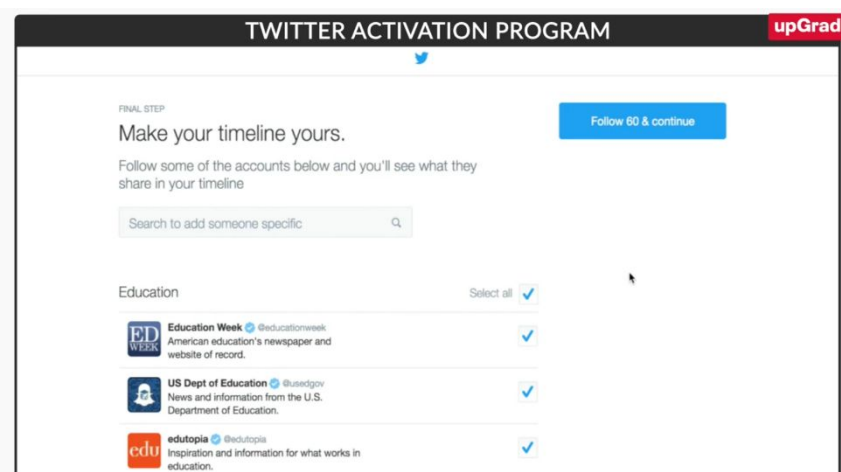 TWITTER ACTIVATION PROGRAM
upGrad
FINAL STEP
Make your timeline yours.
Follow 60 & continue
Follow some of the accounts below and you'll see what they
share in your timeline
Search to add someone specific
Education
Select all
ED
WEEK
Education Week @educationweek
American education's newspaper and
website of record.
US Dept of Education @usedgov
News and information from the U.S.
Department of Education.
edu
edutopia @edutopia
Inspiration and information for what works in
education.